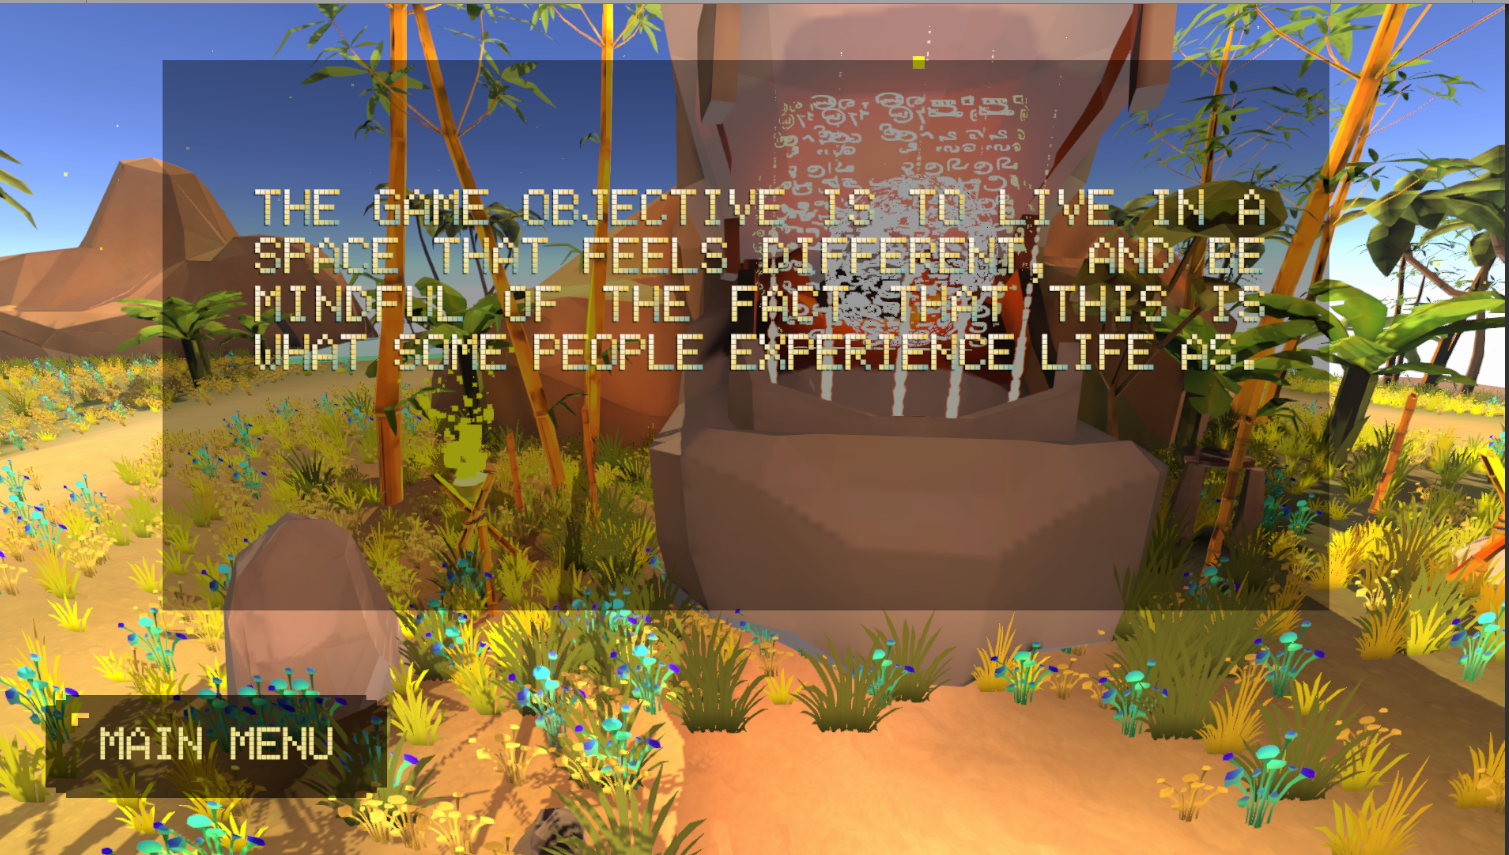 THE GAME OBJECTIVE IS TO LIVE IN A
SPACE THAT FEELS DIFFERENT, AND BE
MINDFUL OF THE FACT THAT THIS IS
WHAT SOME PEOPLE EXPERIENCE LIFE AS.
MAIN MENU